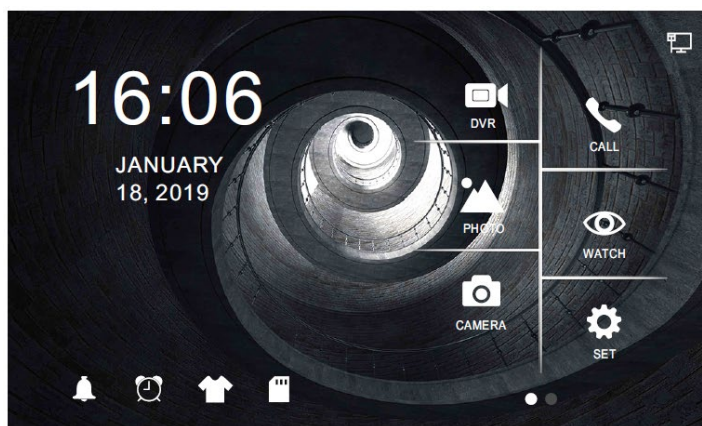 16:06
JANUARY
18, 2019
DVR
CALL
PHOTO
WATCH
CAMERA
SET